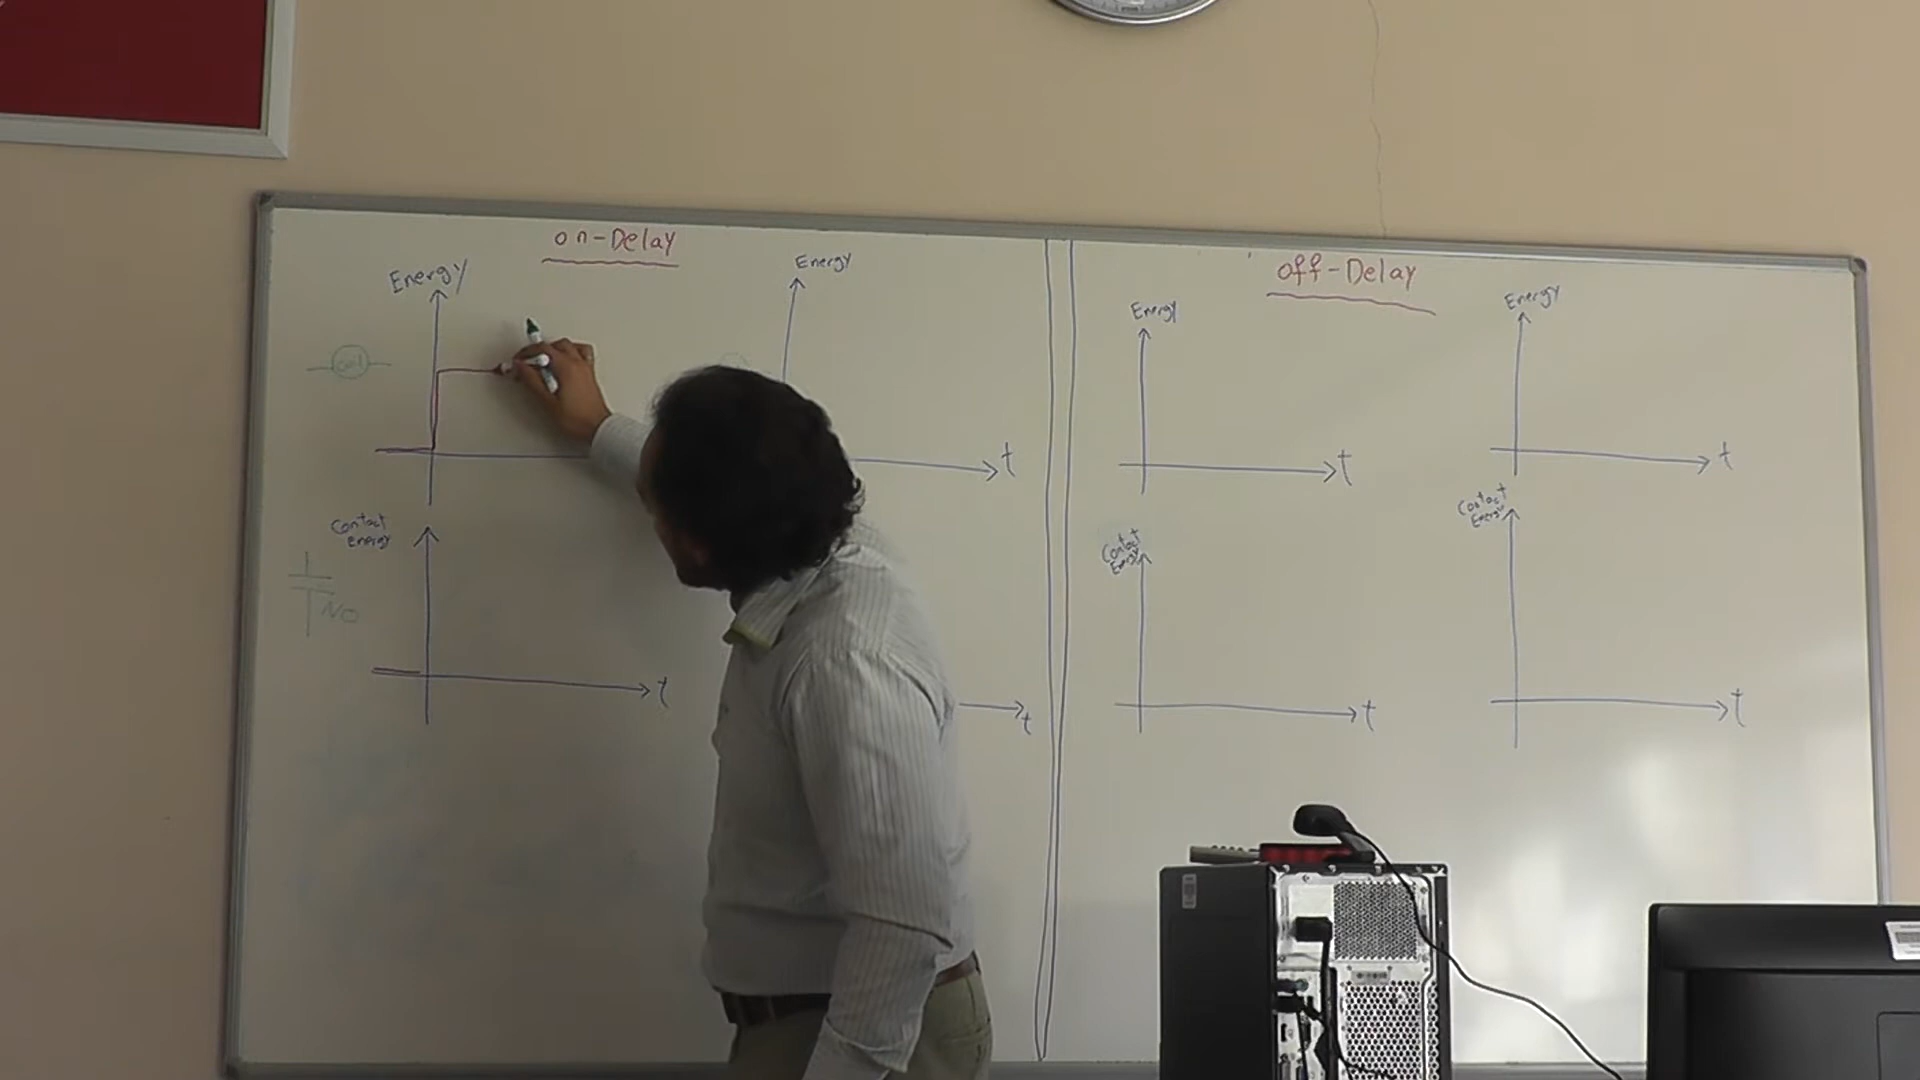 on-Delay
Energy
Coil
t
Contact
Energy
NO
t
Energy
t
t
off-Delay
Energy
t
Contact
Energy
t
Energy
t
Contact
Energy
t